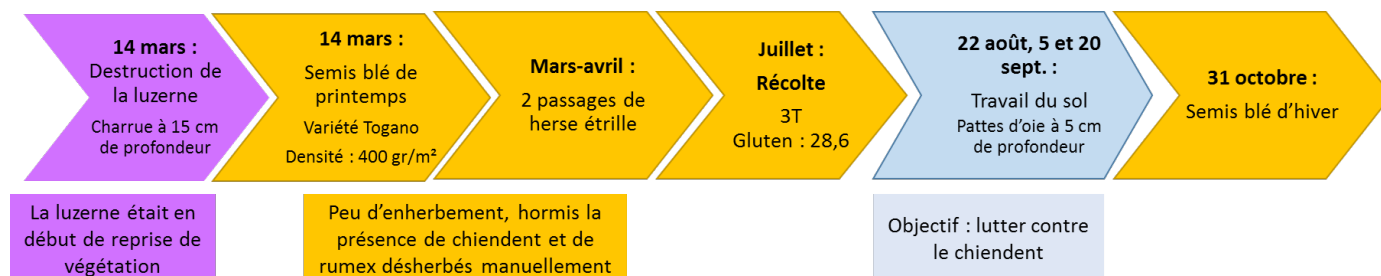 14 mars :
Destruction de
la luzerne
Charrue à 15 cm
de profondeur
14 mars :
Semis blé de
printemps
Variété Togano
Densité : 400 gr/m²
Mars-avril :
2 passages de
herse étrille
Juillet :
Récolte
3T
Gluten : 28,6
22 août, 5 et 20
sept. :
Travail du sol
Pattes d’oie à 5 cm
de profondeur
31 octobre :
Semis blé d’hiver
La luzerne était en
début de reprise de
végétation
Peu d’enherbement, hormis la
présence de chiendent et de
rumex désherbés manuellement
Objectif : lutter contre
le chiendent